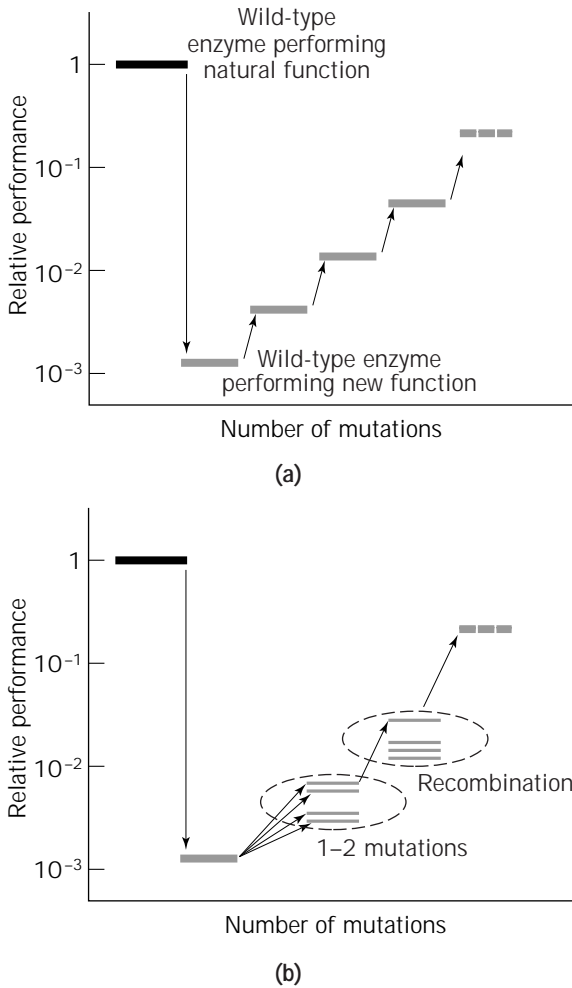 Wild-type
enzyme performing
natural function
1
10⁻¹
10⁻²
10⁻³
Relative performance
Wild-type enzyme
performing new function
Number of mutations
(a)
1
10⁻¹
10⁻²
10⁻³
Relative performance
Recombination
1–2 mutations
Number of mutations
(b)